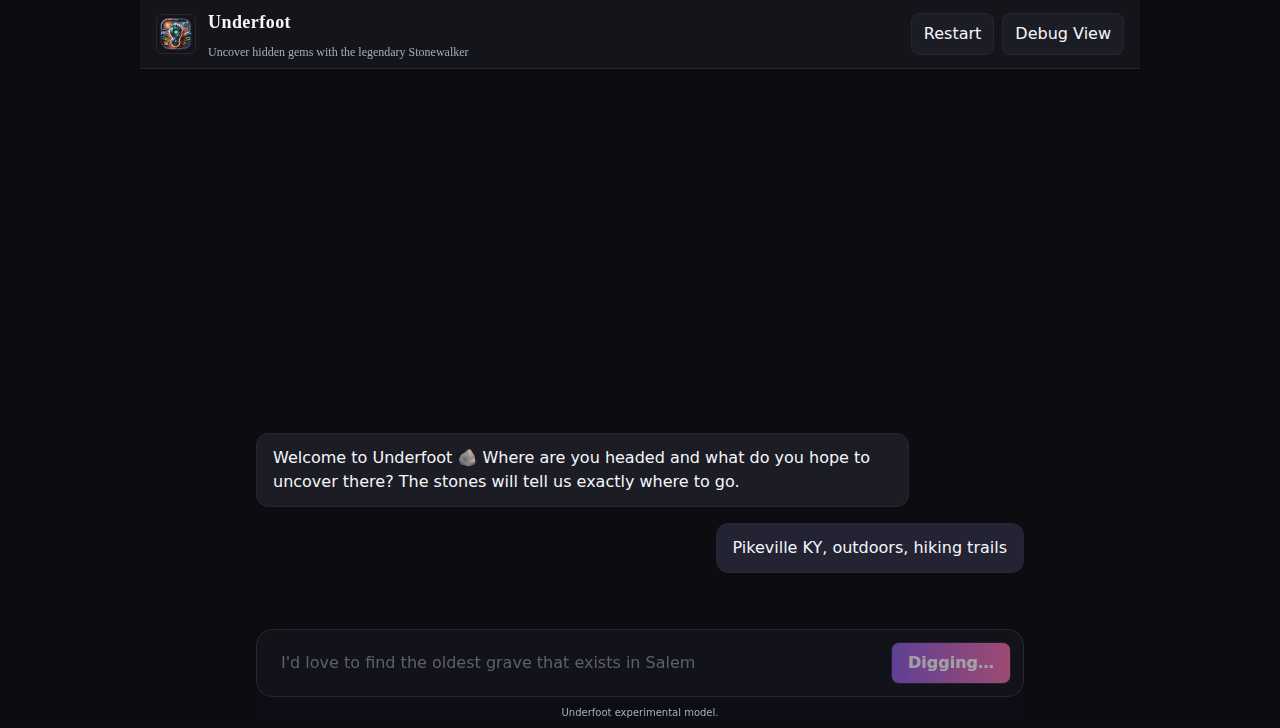 Underfoot
Uncover hidden gems with the legendary Stonewalker
Restart
Debug View
Welcome to Underfoot 🪨 Where are you headed and what do you hope to
uncover there? The stones will tell us exactly where to go.
Pikeville KY, outdoors, hiking trails
I'd love to find the oldest grave that exists in Salem
Digging…
Underfoot experimental model.